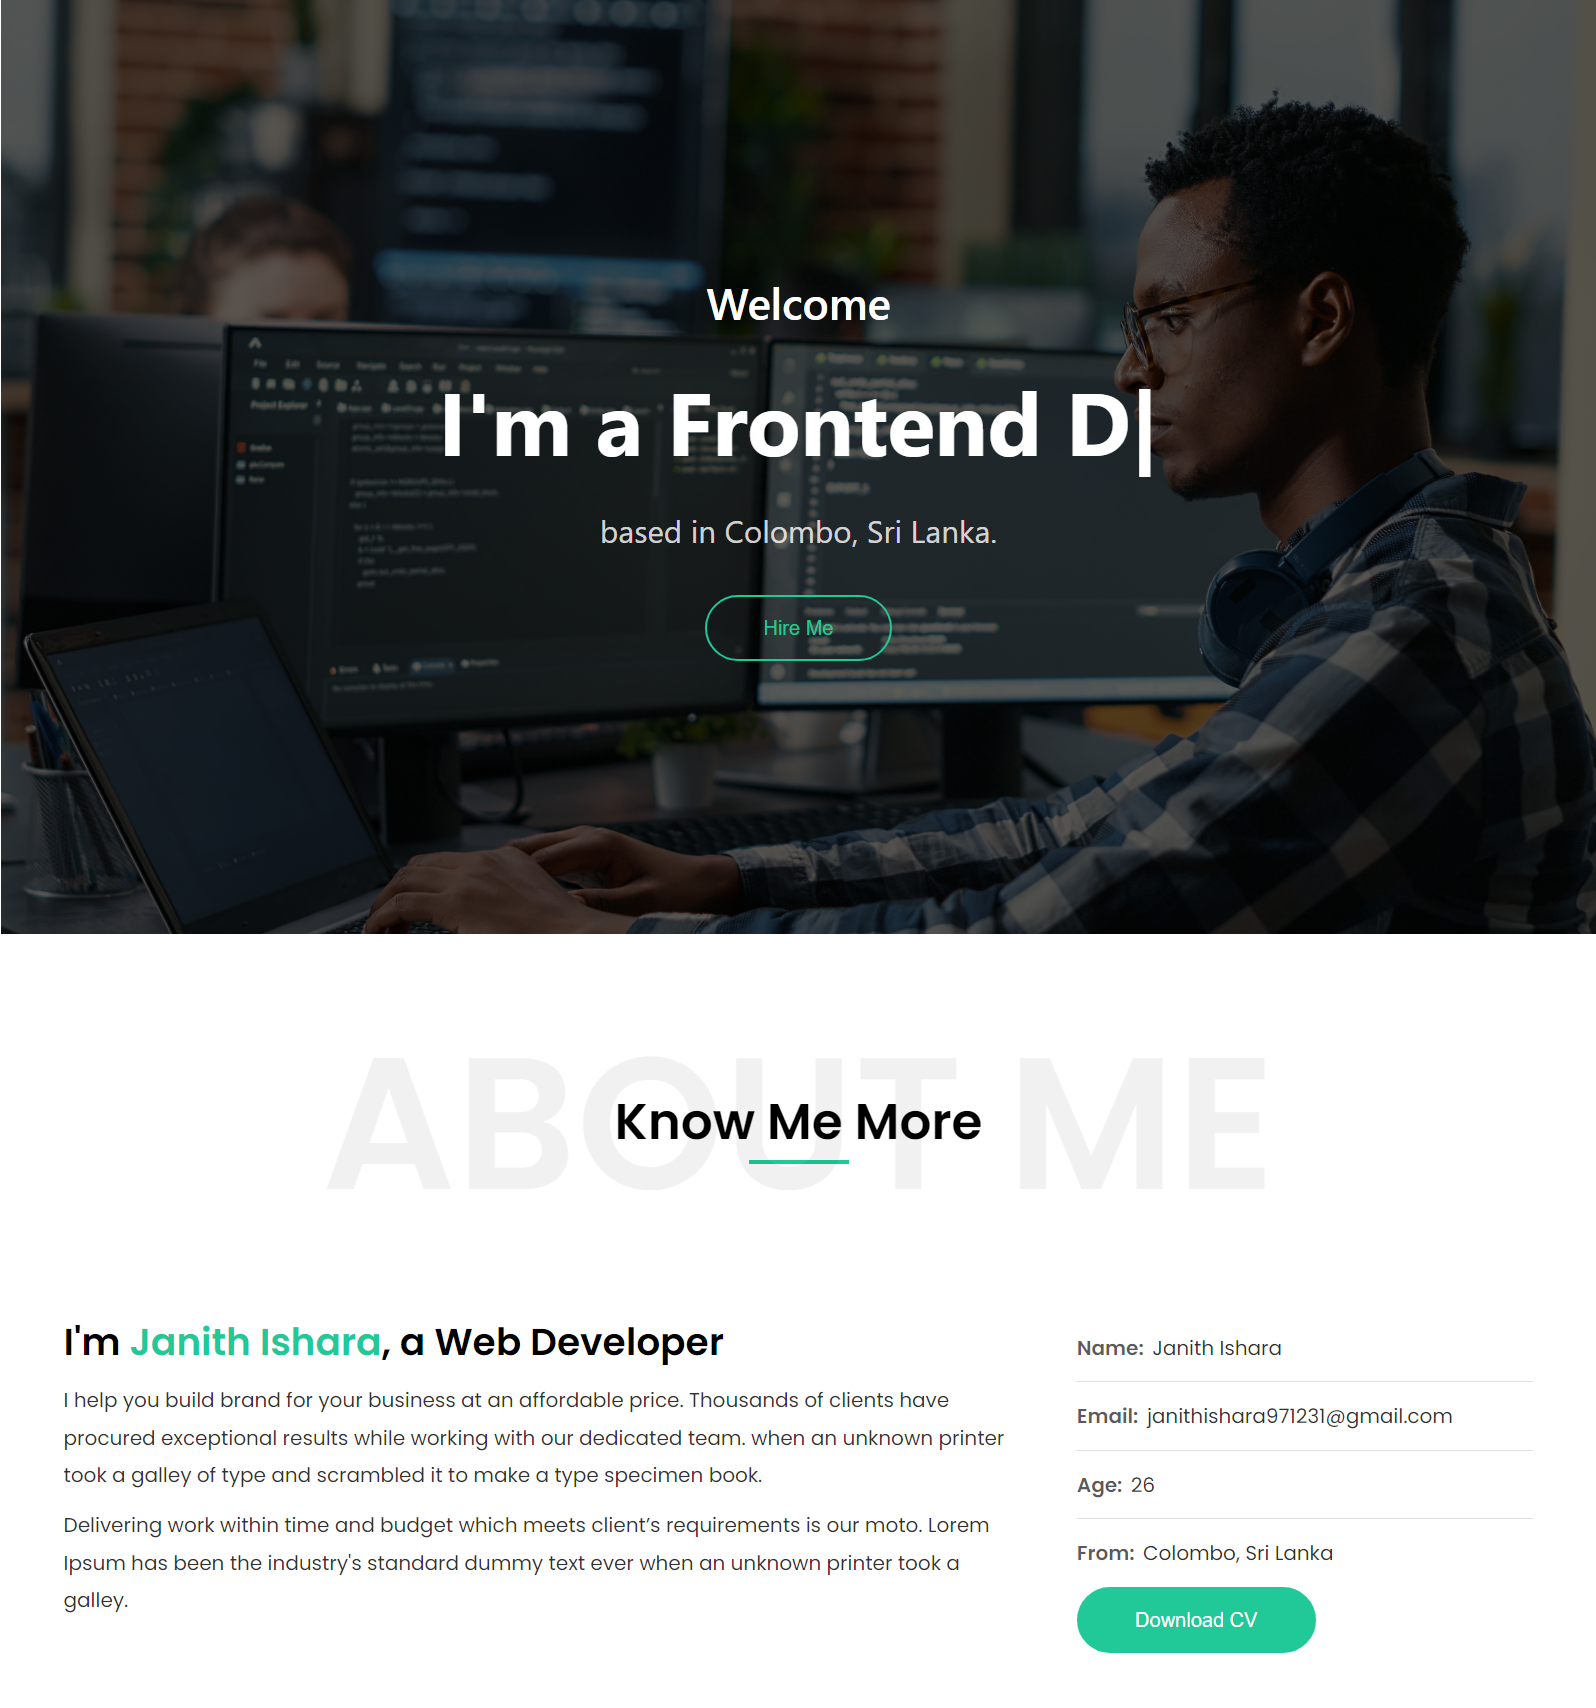 Welcome
I'm a Frontend D|
based in Colombo, Sri Lanka.
Hire Me
ABOUT ME
Know Me More
I'm Janith Ishara, a Web Developer
I help you build brand for your business at an affordable price. Thousands of clients have
procured exceptional results while working with our dedicated team. when an unknown printer
took a galley of type and scrambled it to make a type specimen book.
Delivering work within time and budget which meets client’s requirements is our moto. Lorem
Ipsum has been the industry's standard dummy text ever when an unknown printer took a
galley.
Name: Janith Ishara
Email: janithishara971231@gmail.com
Age: 26
From: Colombo, Sri Lanka
Download CV